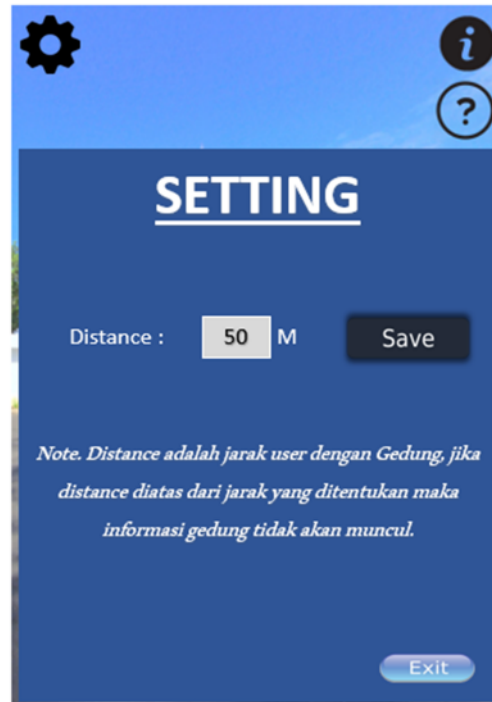 i
?
SETTING
Distance : 50 M Save
Note. Distance adalah jarak user dengan Gedung, jika
distance diatas dari jarak yang ditentukan maka
informasi gedung tidak akan muncul.
Exit